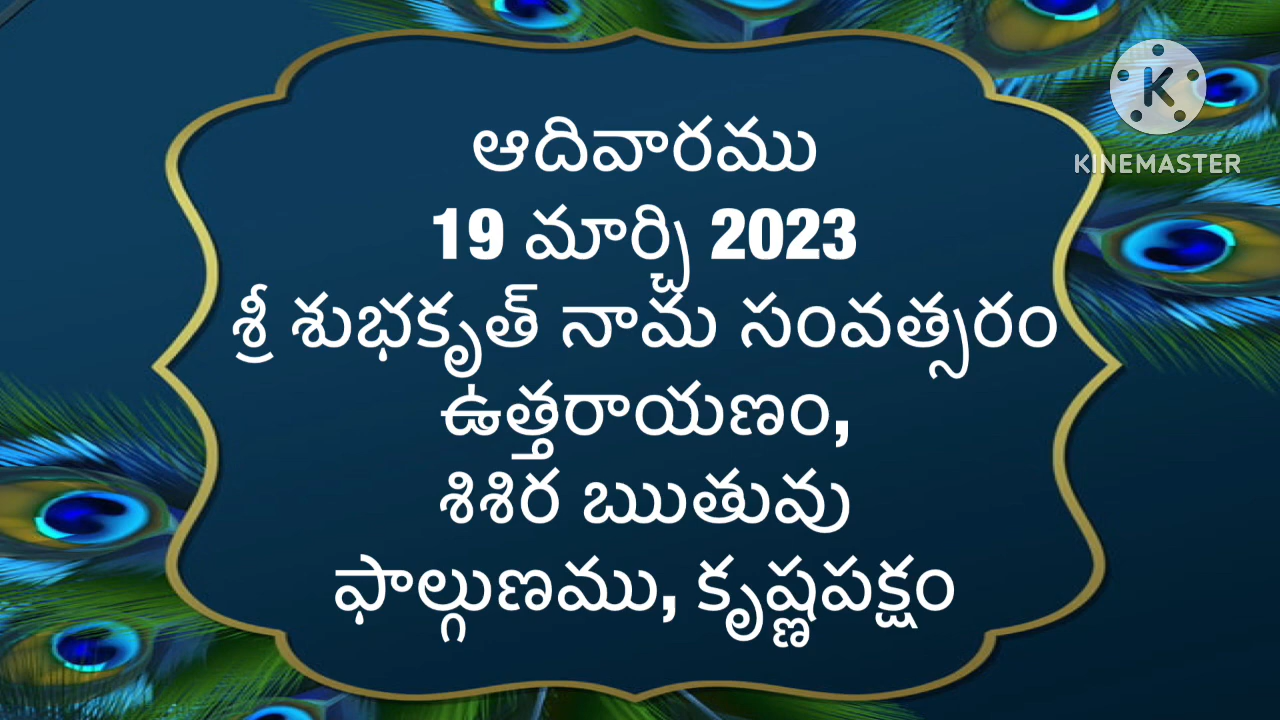 ఆదివారము
19 మార్చి 2023
శ్రీ శుభకృత్ నామ సంవత్సరం
ఉత్తరాయణం,
శిశిర ఋతువు
ఫాల్గుణము, కృష్ణపక్షం
K
KINEMASTER